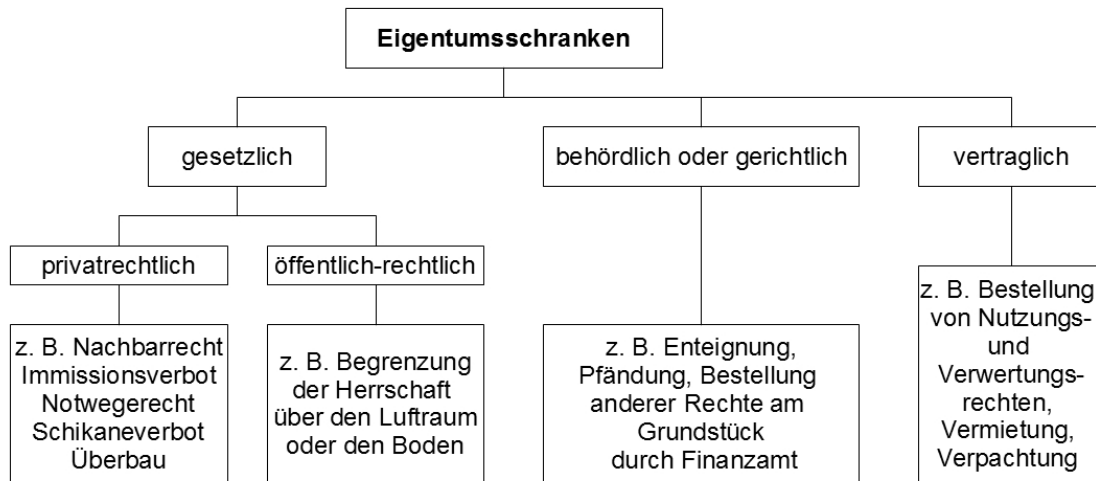 Eigentumsschranken
gesetzlich
behördlich oder gerichtlich
vertraglich
privatrechtlich
öffentlich-rechtlich
z. B. Nachbarrecht
Immissionsverbot
Notwegerecht
Schikaneverbot
Überbau
z. B. Begrenzung
der Herrschaft
über den Luftraum
oder den Boden
z. B. Enteignung,
Pfändung, Bestellung
anderer Rechte am
Grundstück
durch Finanzamt
z. B. Bestellung
von Nutzungs-
und
Verwertungs-
rechten,
Vermietung,
Verpachtung